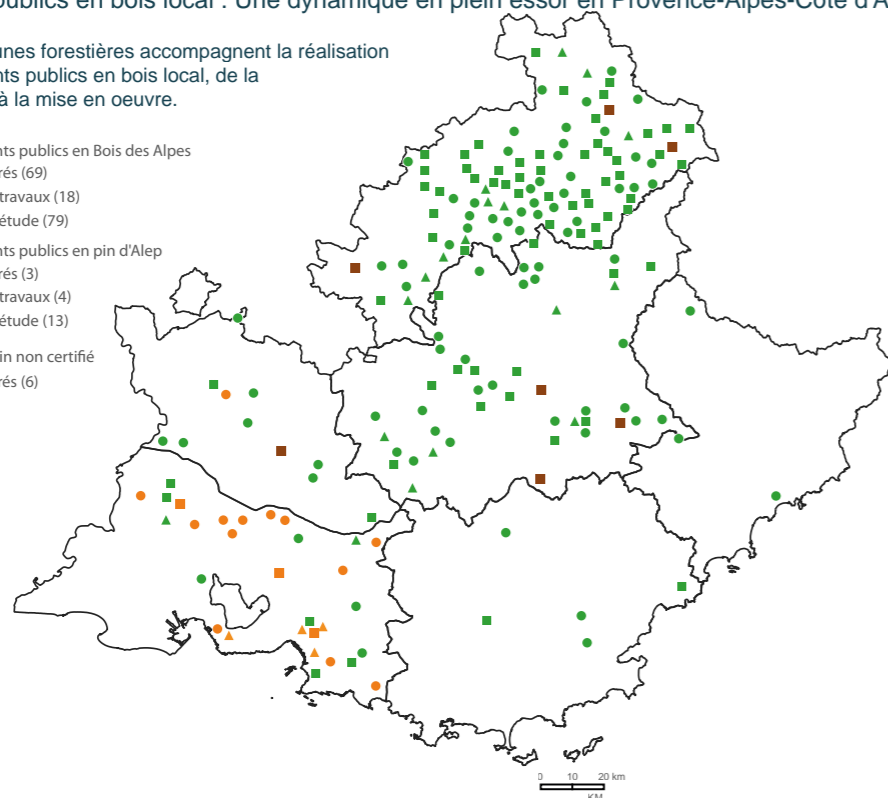 publics en bois local : Une dynamique en plein essor en Provence-Alpes-Côte d'A
unes forestières accompagnent la réalisation
nts publics en bois local, de la
à la mise en oeuvre.
nts publics en Bois des Alpes
rés (69)
travaux (18)
étude (79)
nts publics en pin d'Alep
rés (3)
travaux (4)
étude (13)
in non certifié
rés (6)
0 10 20 km
KM